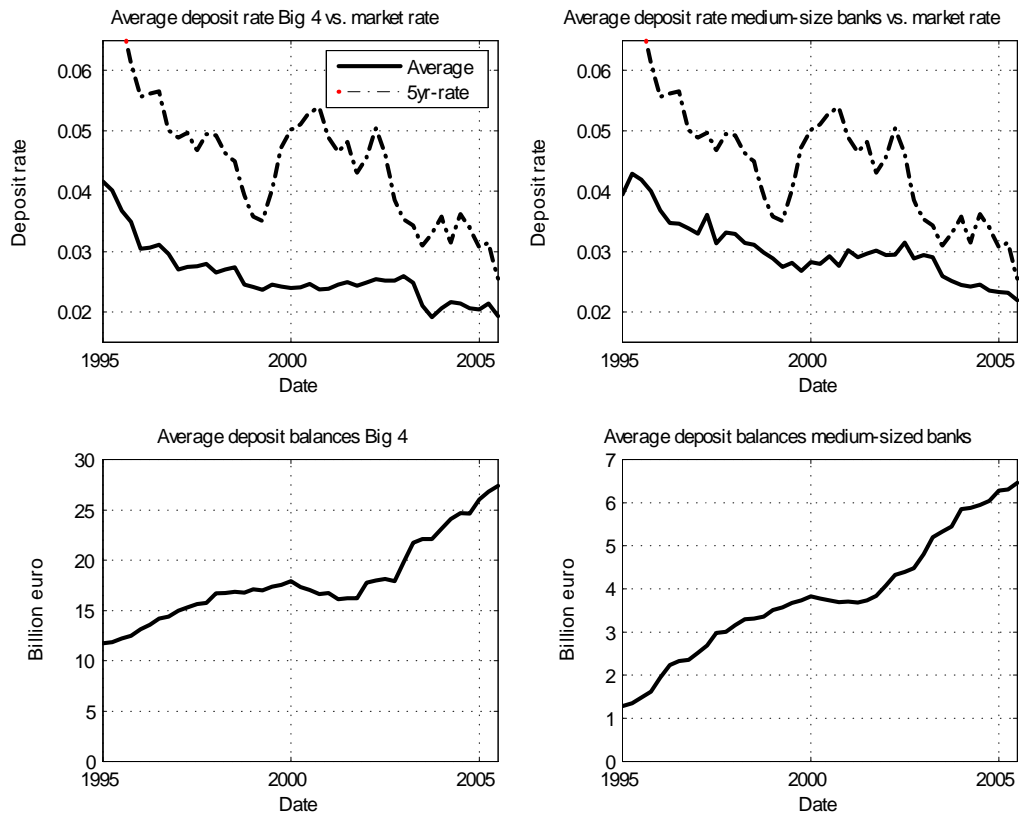 Average deposit rate Big 4 vs. market rate
0.06
0.05
0.04
0.03
0.02
Deposit rate
Average
5yr-rate
1995
2000
2005
Date
Average deposit rate medium-size banks vs. market rate
0.06
0.05
0.04
0.03
0.02
Deposit rate
1995
2000
2005
Date
Average deposit balances Big 4
30
25
20
15
10
5
0
Billion euro
1995
2000
2005
Date
Average deposit balances medium-sized banks
7
6
5
4
3
2
1
0
Billion euro
1995
2000
2005
Date